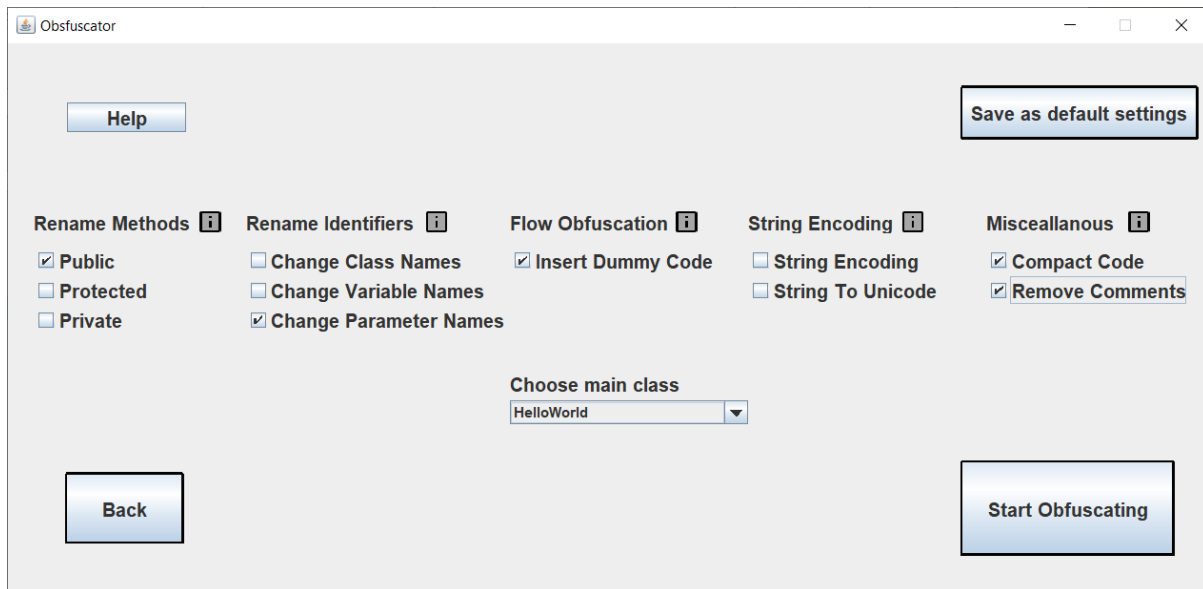 Obsfuscator
Help
Save as default settings
Rename Methods i
Public
Protected
Private
Rename Identifiers i
Change Class Names
Change Variable Names
Change Parameter Names
Flow Obfuscation i
Insert Dummy Code
String Encoding i
String Encoding
String To Unicode
Misceallanous i
Compact Code
Remove Comments
Choose main class
HelloWorld
Back
Start Obfuscating